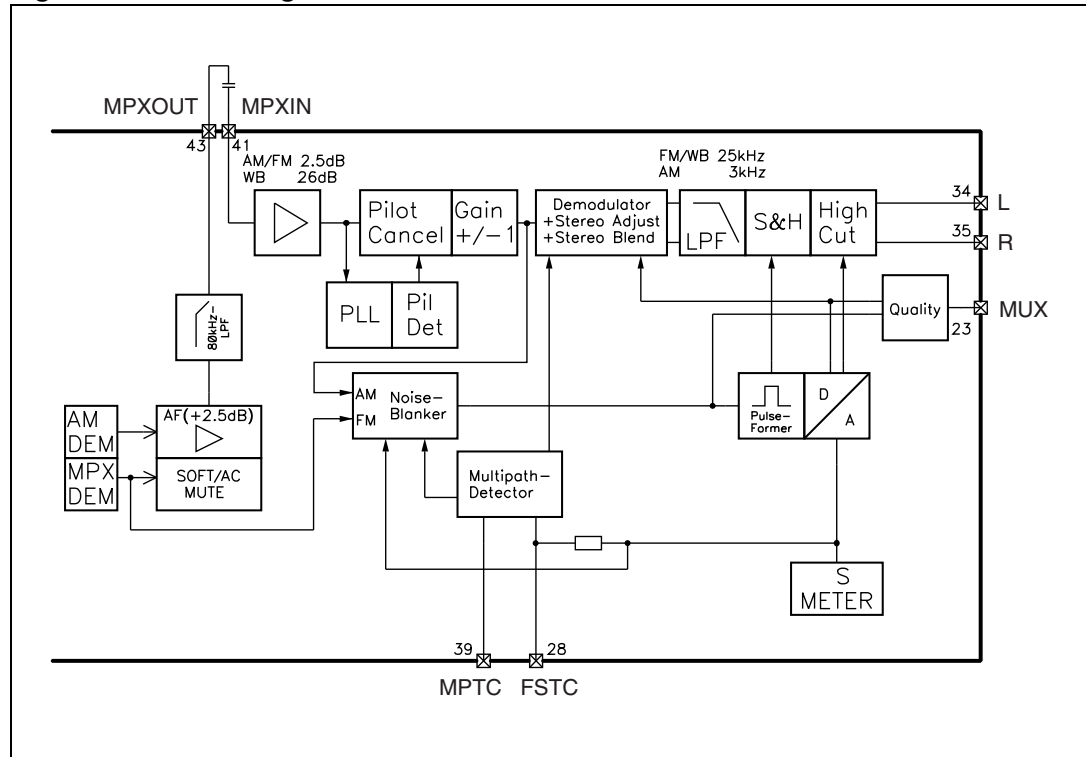 MPXOUT MPXIN
43 41
AM/FM 2.5dB
WB 26dB
FM/WB 25kHz
AM 3kHz
Pilot
Cancel
Gain
+/-1
Demodulator
+Stereo Adjust
+Stereo Blend
LPF
S&H
High
Cut
34
L
35
R
PLL
Pil
Det
Quality
MUX
23
80kHz-
LPF
AM
FM
Noise-
Blanker
Pulse-
Former
D
A
AM
DEM
AF(+2.5dB)
MPX
DEM
SOFT/AC
MUTE
Multipath-
Detector
S
METER
39
28
MPTC FSTC